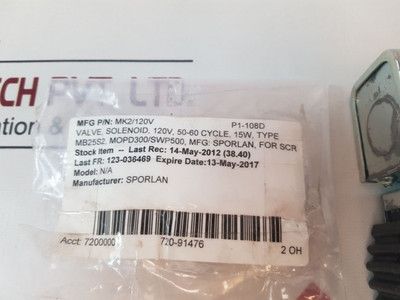 TECH PVT. LTD.
ation &
MFG P/N: MK2/120V P1-108D
VALVE, SOLENOID, 120V, 50-60 CYCLE, 15W, TYPE
MB25S2, MOPD300/SWP500, MFG: SPORLAN, FOR SCR
Stock Item -- Last Rec: 14-May-2012 (38.40)
Last FR: 123-036469 Expire Date:13-May-2017
Model: N/A
Manufacturer: SPORLAN
Acct: 7200000 720-91476 2 OH